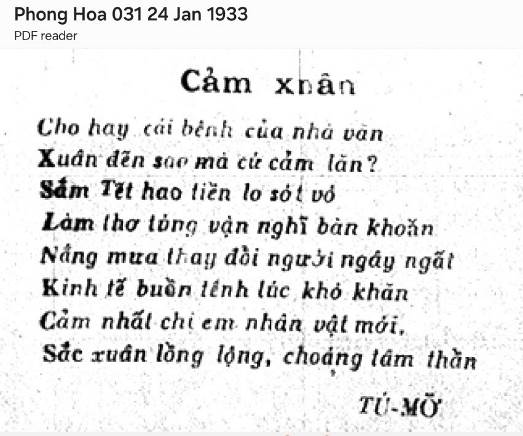 Phong Hoa 031 24 Jan 1933
PDF reader
Cảm xuân
Cho hay cái bệnh của nhà văn
Xuân đến sao mà cứ cảm lăn?
Sắm Tết hao tiền lo sót vó
Làm thơ tòng vận nghĩ bàn khoăn
Nắng mưa thay đổi người ngây ngất
Kinh tế buồn tênh lúc khó khăn
Cảm nhất chị em nhân vật mới,
Sắc xuân lồng lộng, choáng tâm thần
TÚ-MỠ